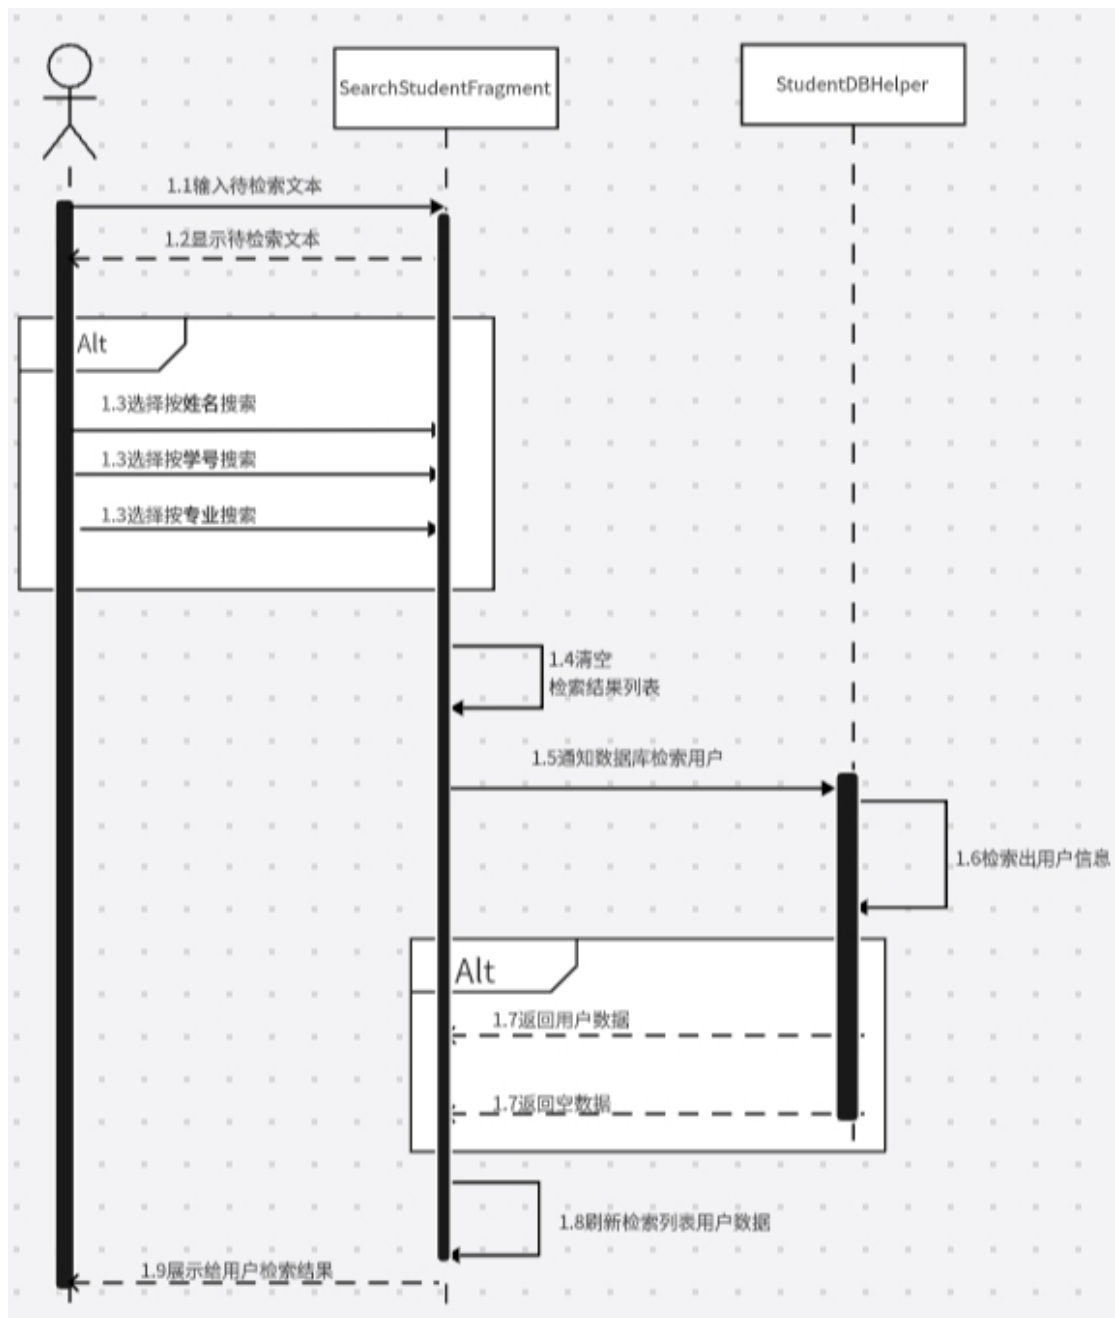 SearchStudentFragment
StudentDBHelper
1.1输入待检索文本
1.2显示待检索文本
Alt
1.3选择按姓名搜索
1.3选择按学号搜索
1.3选择按专业搜索
1.4清空
检索结果列表
1.5通知数据库检索用户
1.6检索出用户信息
Alt
1.7返回用户数据
1.7返回空数据
1.8刷新检索列表用户数据
1.9展示给用户检索结果